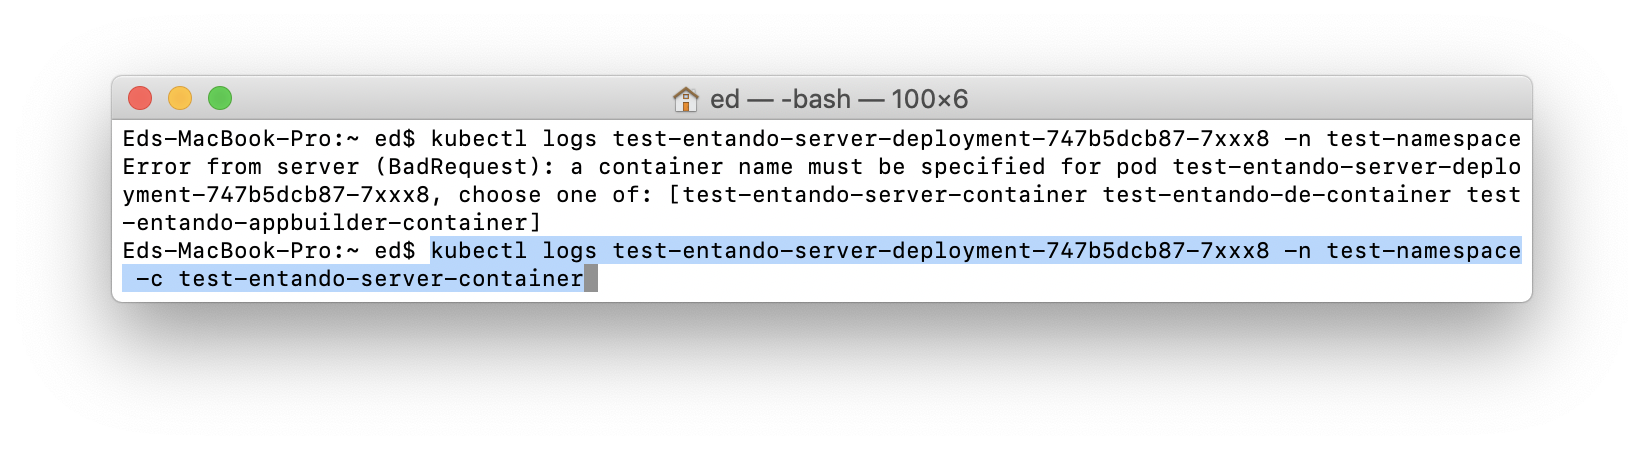 ed — -bash — 100×6
Eds-MacBook-Pro:~ ed$ kubectl logs test-entando-server-deployment-747b5dcb87-7xxx8 -n test-namespace
Error from server (BadRequest): a container name must be specified for pod test-entando-server-deplo
yment-747b5dcb87-7xxx8, choose one of: [test-entando-server-container test-entando-de-container test
-entando-appbuilder-container]
Eds-MacBook-Pro:~ ed$ kubectl logs test-entando-server-deployment-747b5dcb87-7xxx8 -n test-namespace
 -c test-entando-server-container